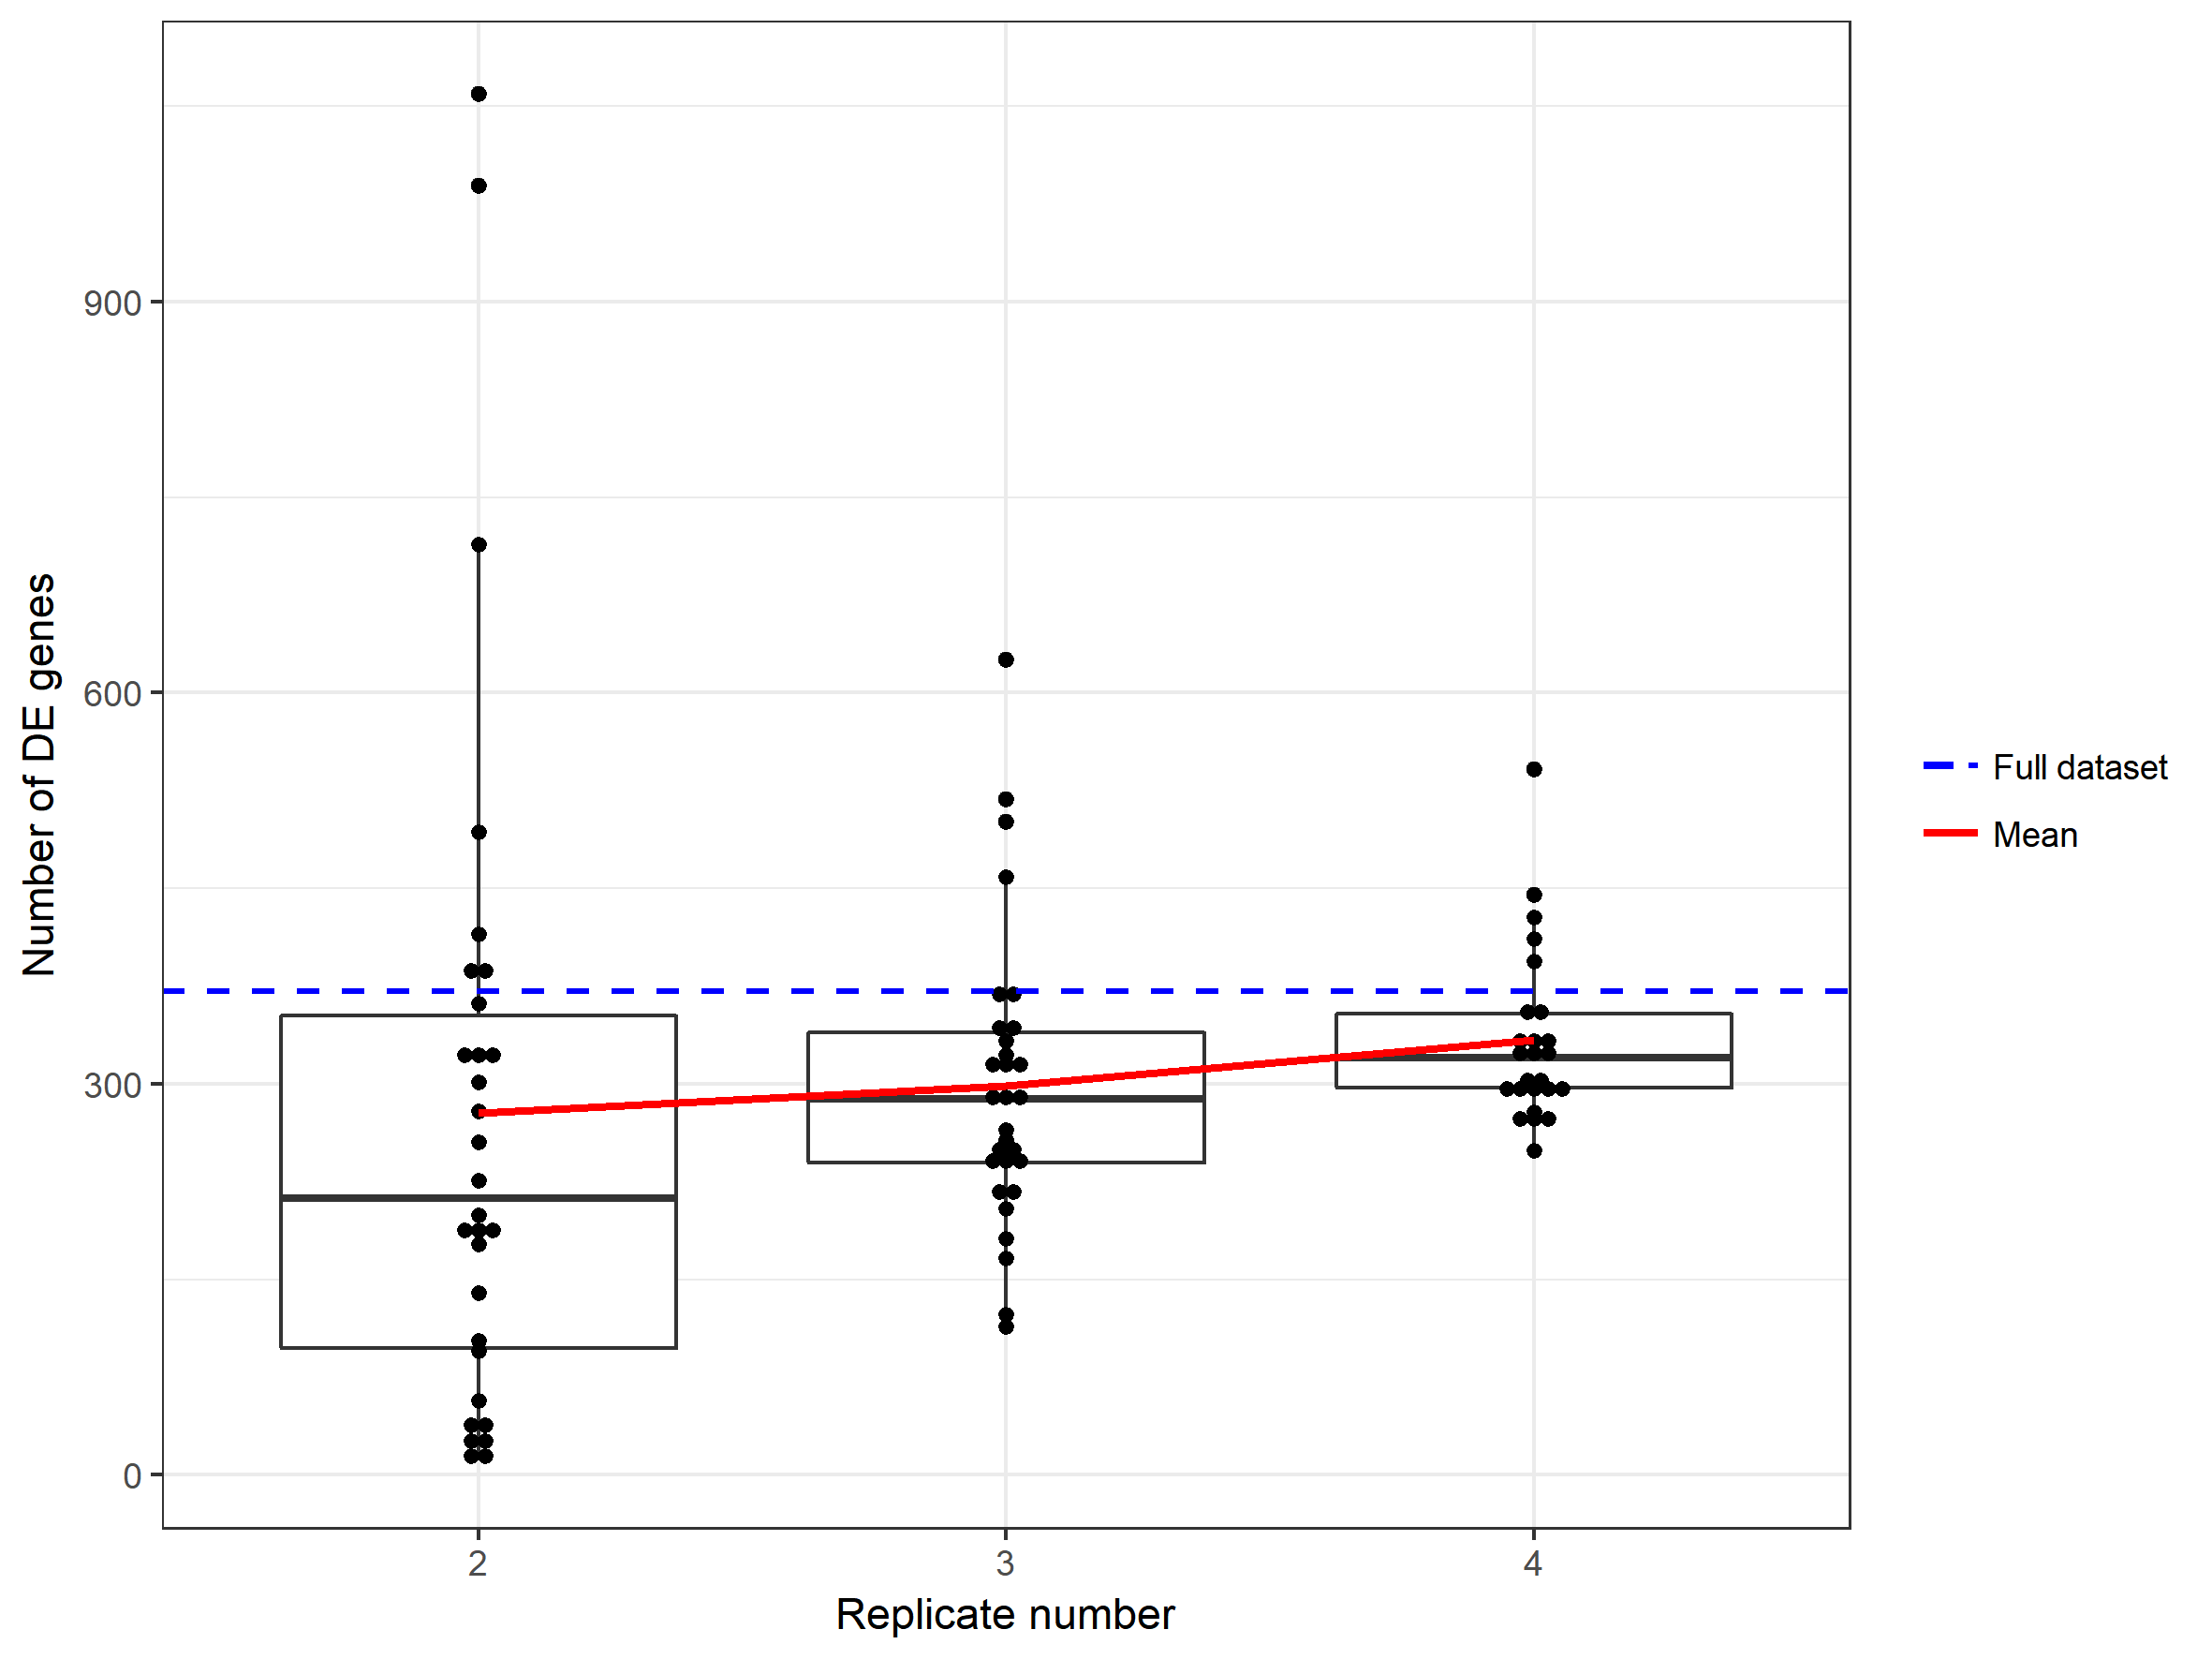 Number of DE genes
900
600
300
0
2
3
4
Replicate number
Full dataset
Mean